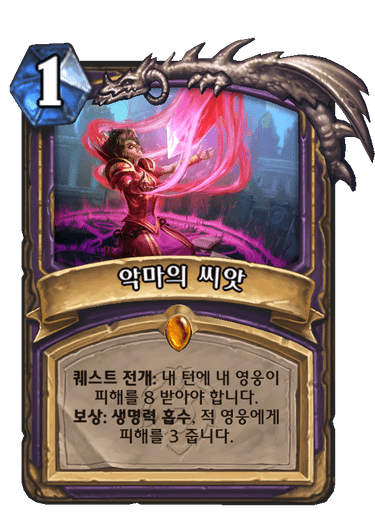 1
악마의 씨앗
퀘스트 전개: 내 턴에 내 영웅이
피해를 8 받아야 합니다.
보상: 생명력 흡수, 적 영웅에게
피해를 3 줍니다.